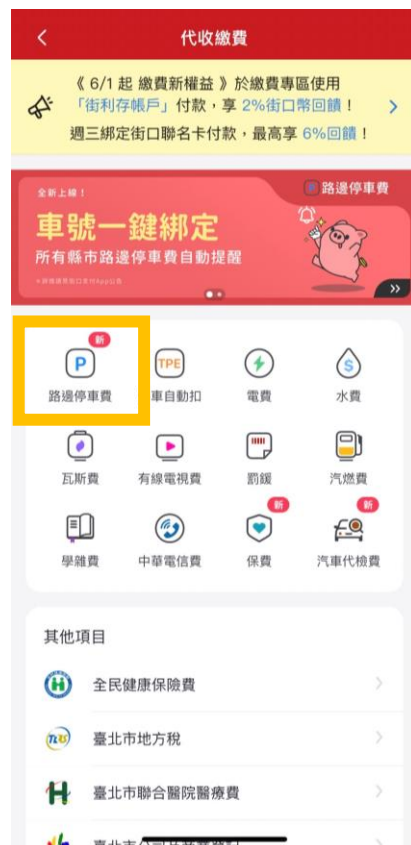 代收繳費
《 6/1 起 繳費新權益 》於繳費專區使用
「街利存帳戶」付款，享 2%街口幣回饋！
週三綁定街口聯名卡付款，最高享 6%回饋！
全新上線！
路邊停車費
車號一鍵綁定
所有縣市路邊停車費自動提醒
新
P
TPE
S
路邊停車費
車自動扣
電費
水費
瓦斯費
有線電視費
罰鍰
汽燃費
新
新
學雜費
中華電信費
保費
汽車代檢費
其他項目
全民健康保險費
臺北市地方稅
臺北市聯合醫院醫療費